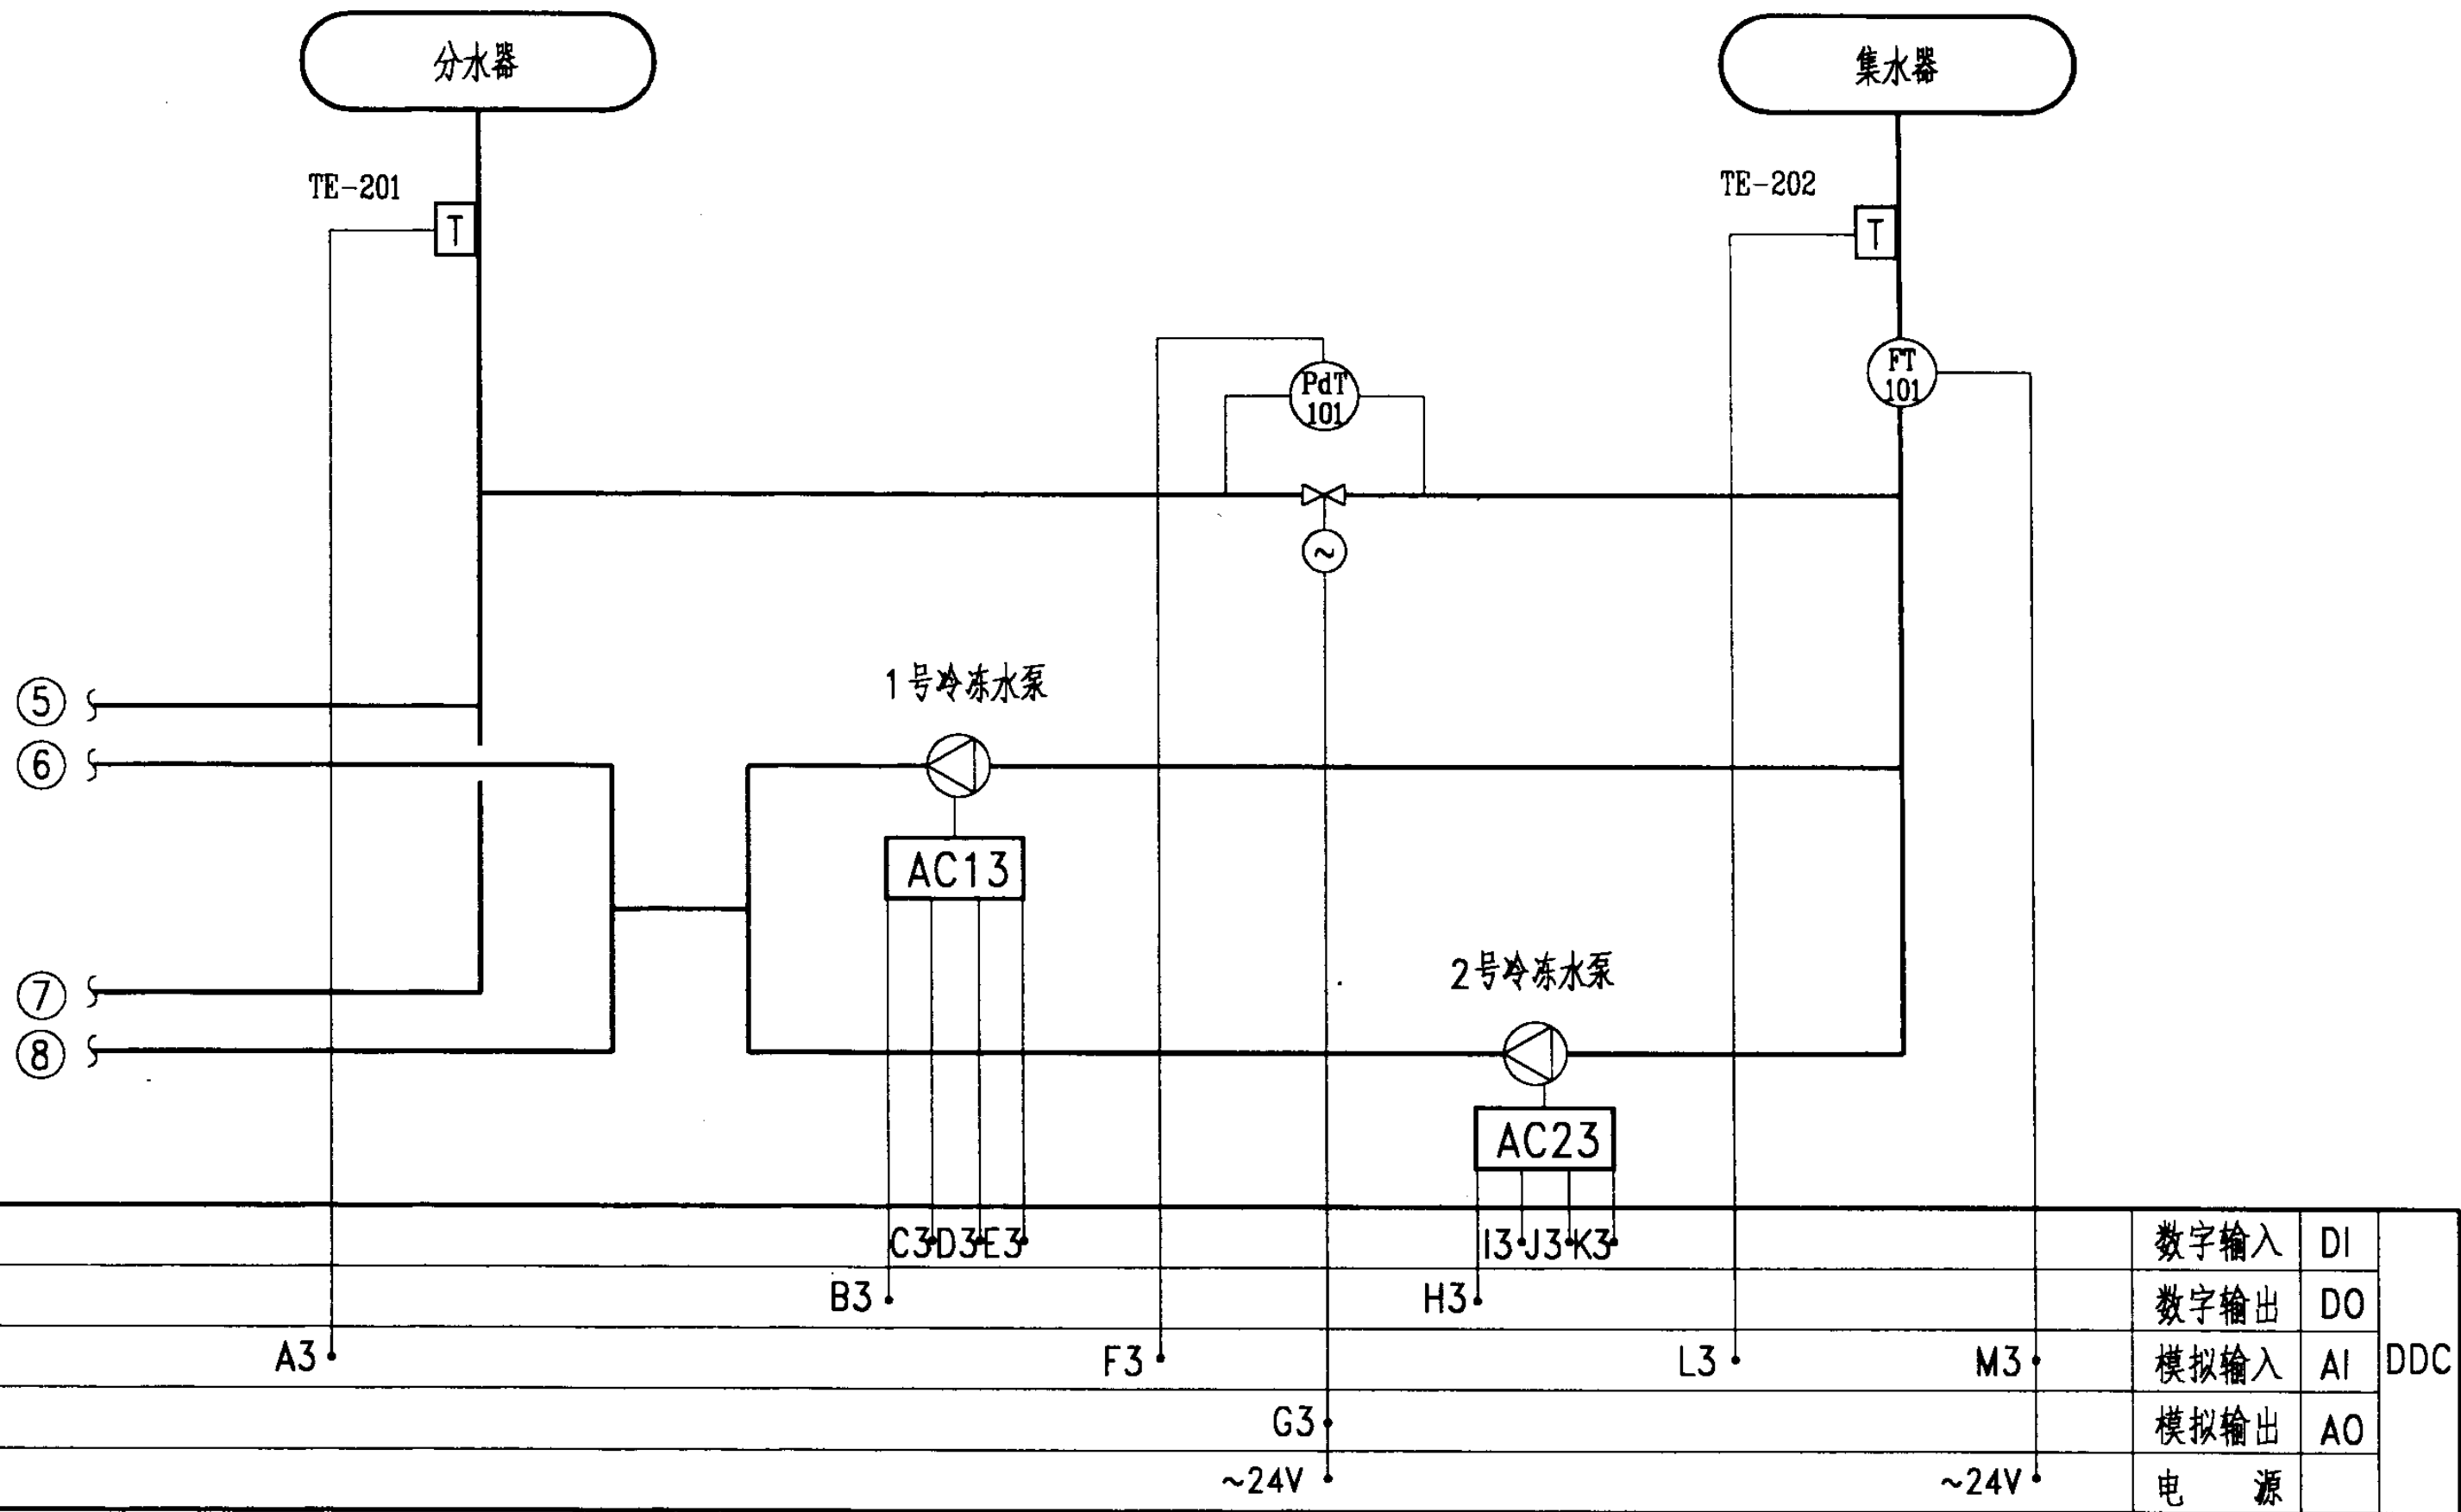 分水器
集水器
TE-201
TE-202
T
T
FT
101
PdT
101
~
1号冷冻水泵
⑤
⑥
AC13
2号冷冻水泵
⑦
⑧
AC23
C3 D3 E3 I3 J3 K3 数字输入 DI
B3 H3 数字输出 DO
A3 F3 L3 M3 模拟输入 AI DDC
G3 模拟输出 AO
~24V ~24V 电 源